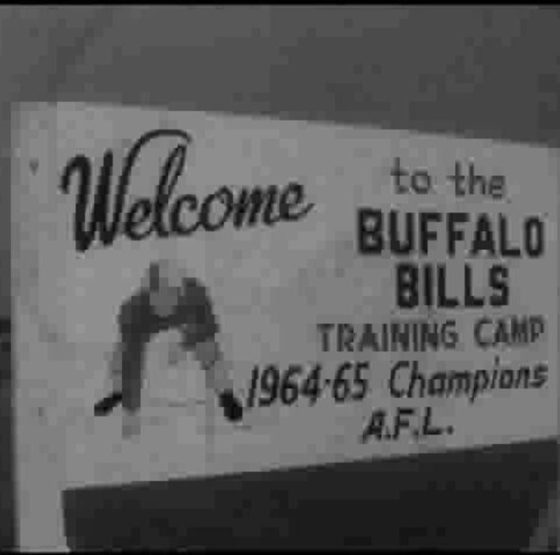 Welcome
to the
BUFFALO
BILLS
TRAINING CAMP
1964-65 Champions
A.F.L.